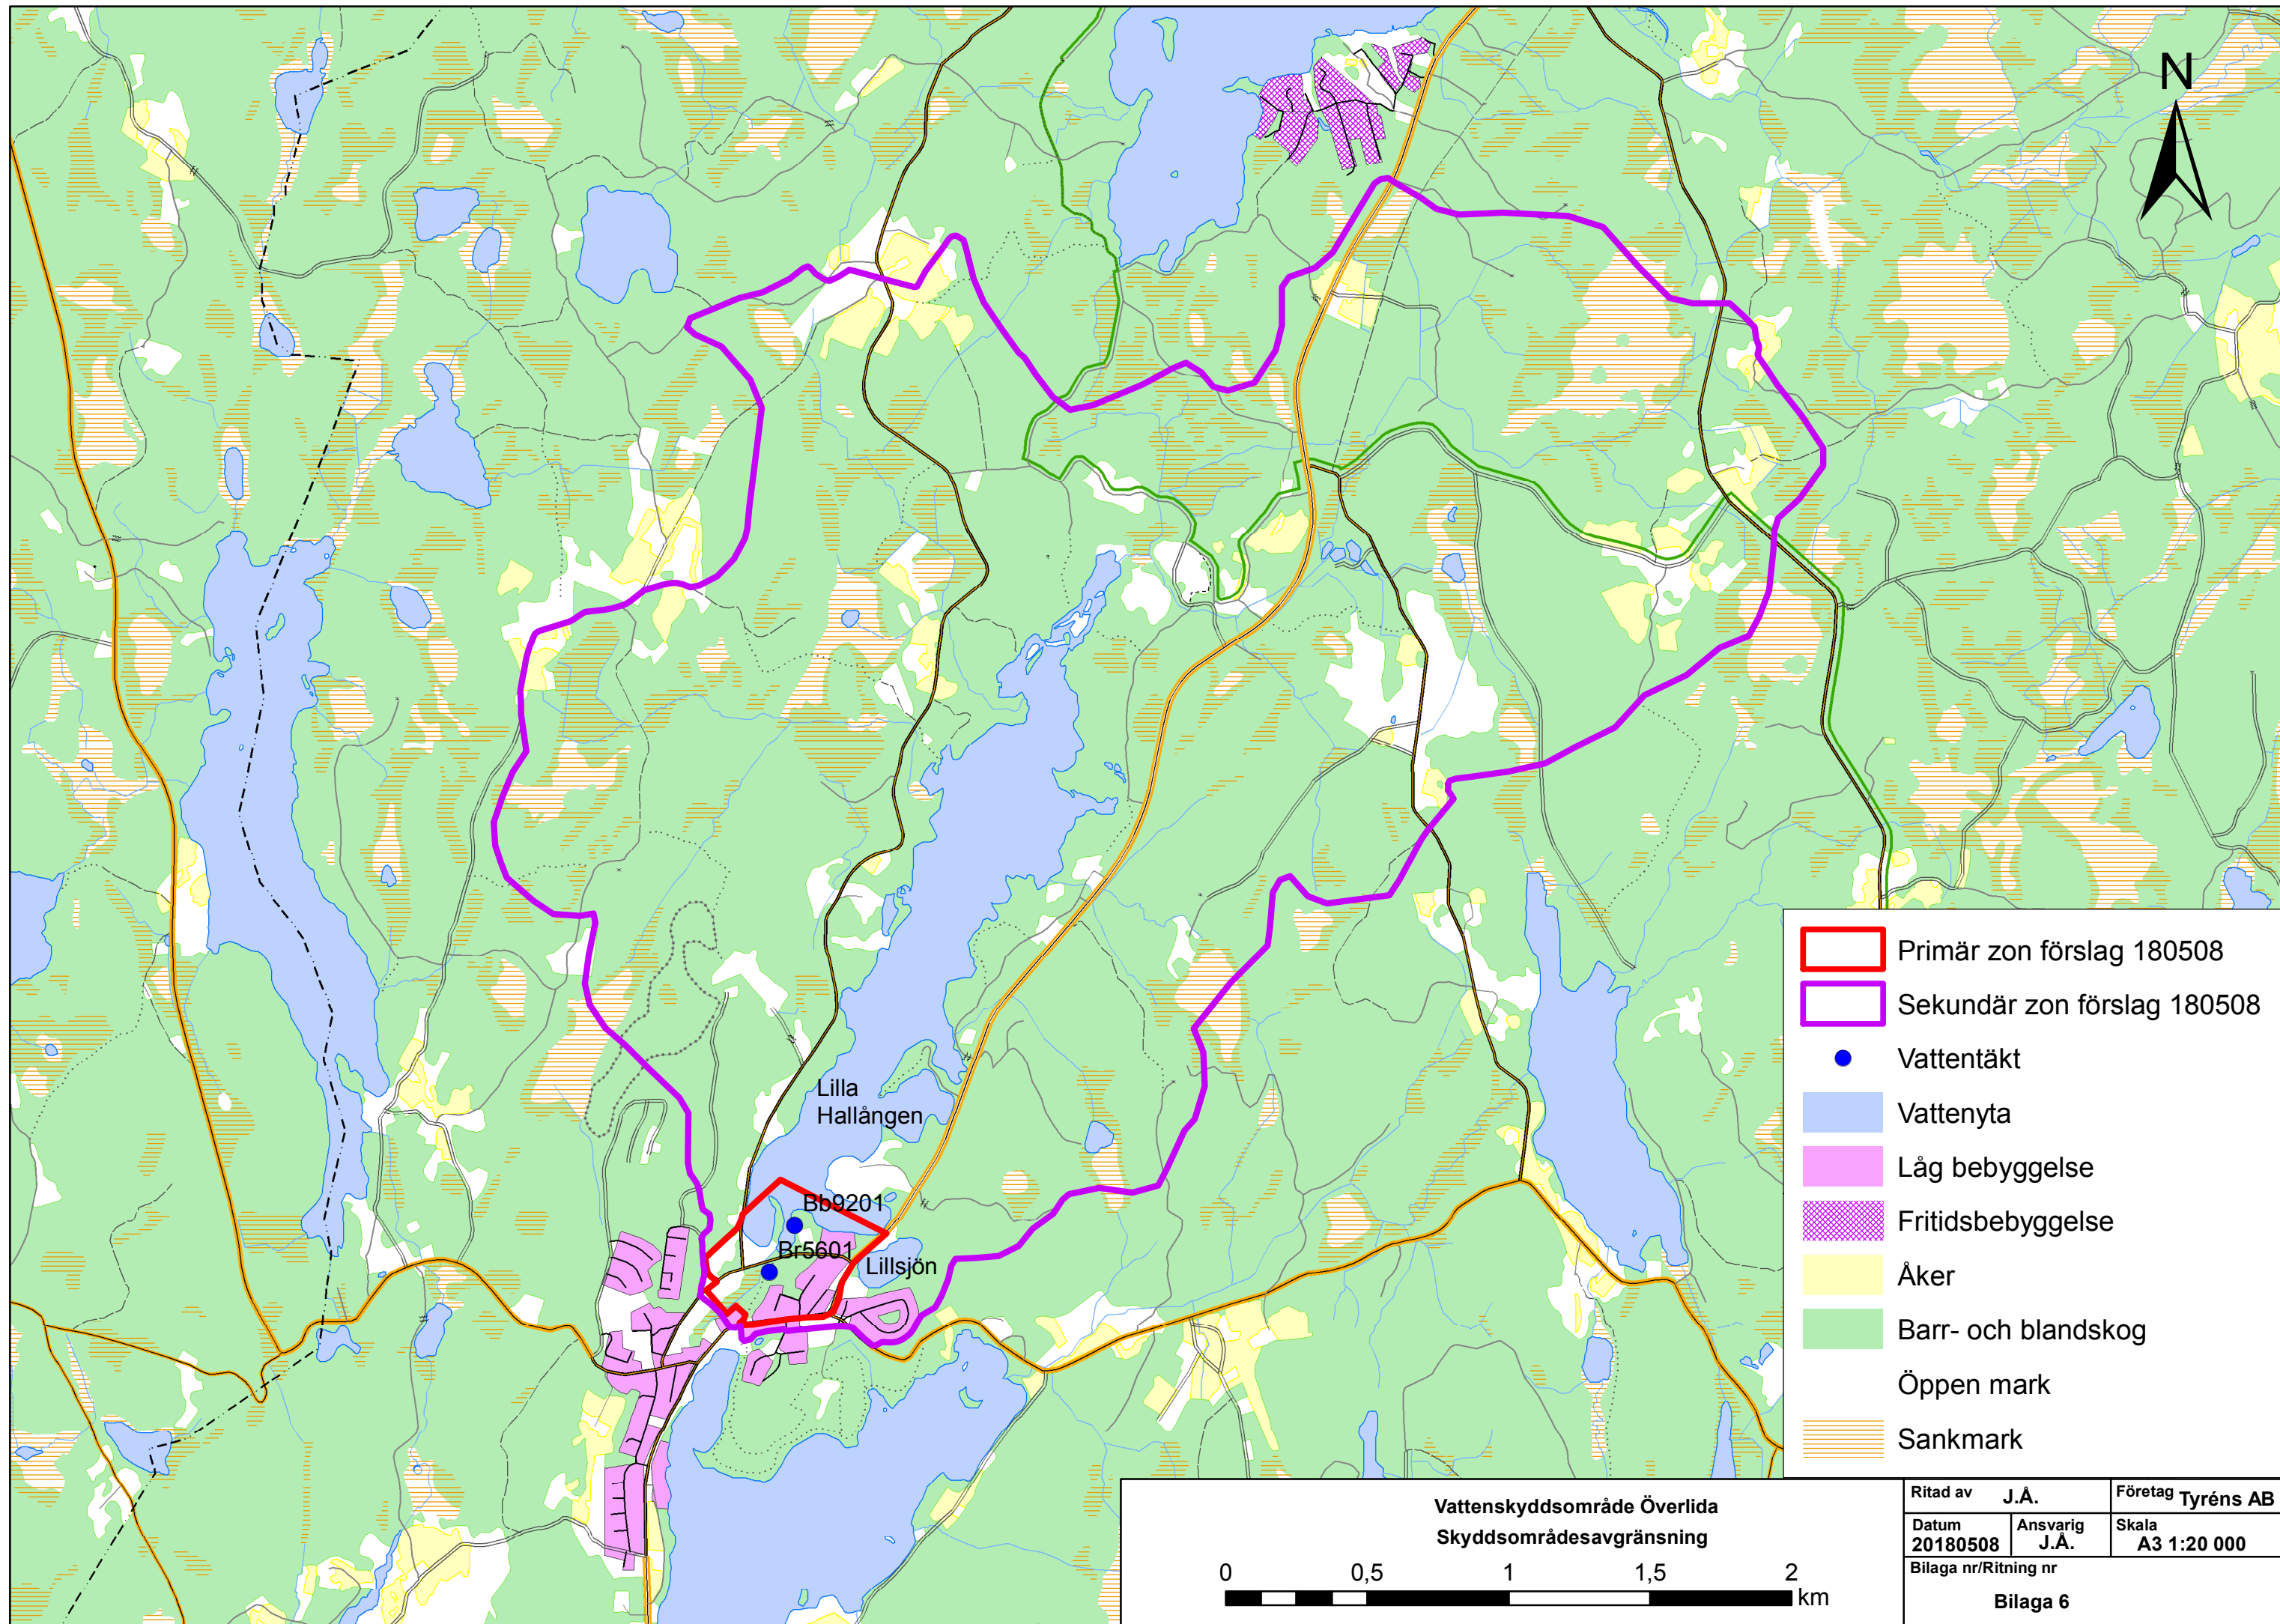 N
Lilla
Hallången
Bb9201
Br5601
Lillsjön
Primär zon förslag 180508
Sekundär zon förslag 180508
Vattentäkt
Vattenyta
Låg bebyggelse
Fritidsbebyggelse
Åker
Barr- och blandskog
Öppen mark
Sankmark
Vattenskyddsområde Överlida
Skyddsområdesavgränsning
0 0,5 1 1,5 2
km
Ritad av J.Å.
Företag Tyréns AB
Datum
20180508
Ansvarig
J.Å.
Skala
A3 1:20 000
Bilaga nr/Ritning nr
Bilaga 6